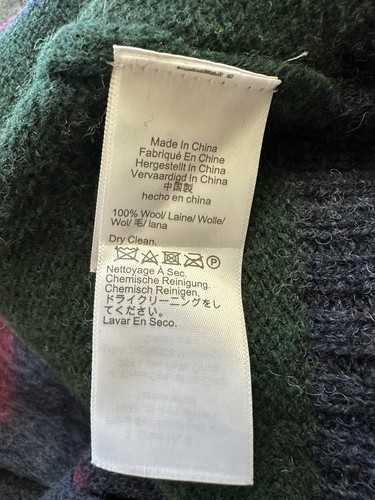 Made In China
Fabriqué En Chine
Hergestellt In China
Vervaardigd In China
中国製
hecho en china
100% Wool/ Laine/ Wolle/
Wol/ 毛/ lana
Dry Clean.
P
Nettoyage À Sec.
Chemische Reinigung.
Chemisch Reinigen.
ドライクリーニングをし
てください。
Lavar En Seco.